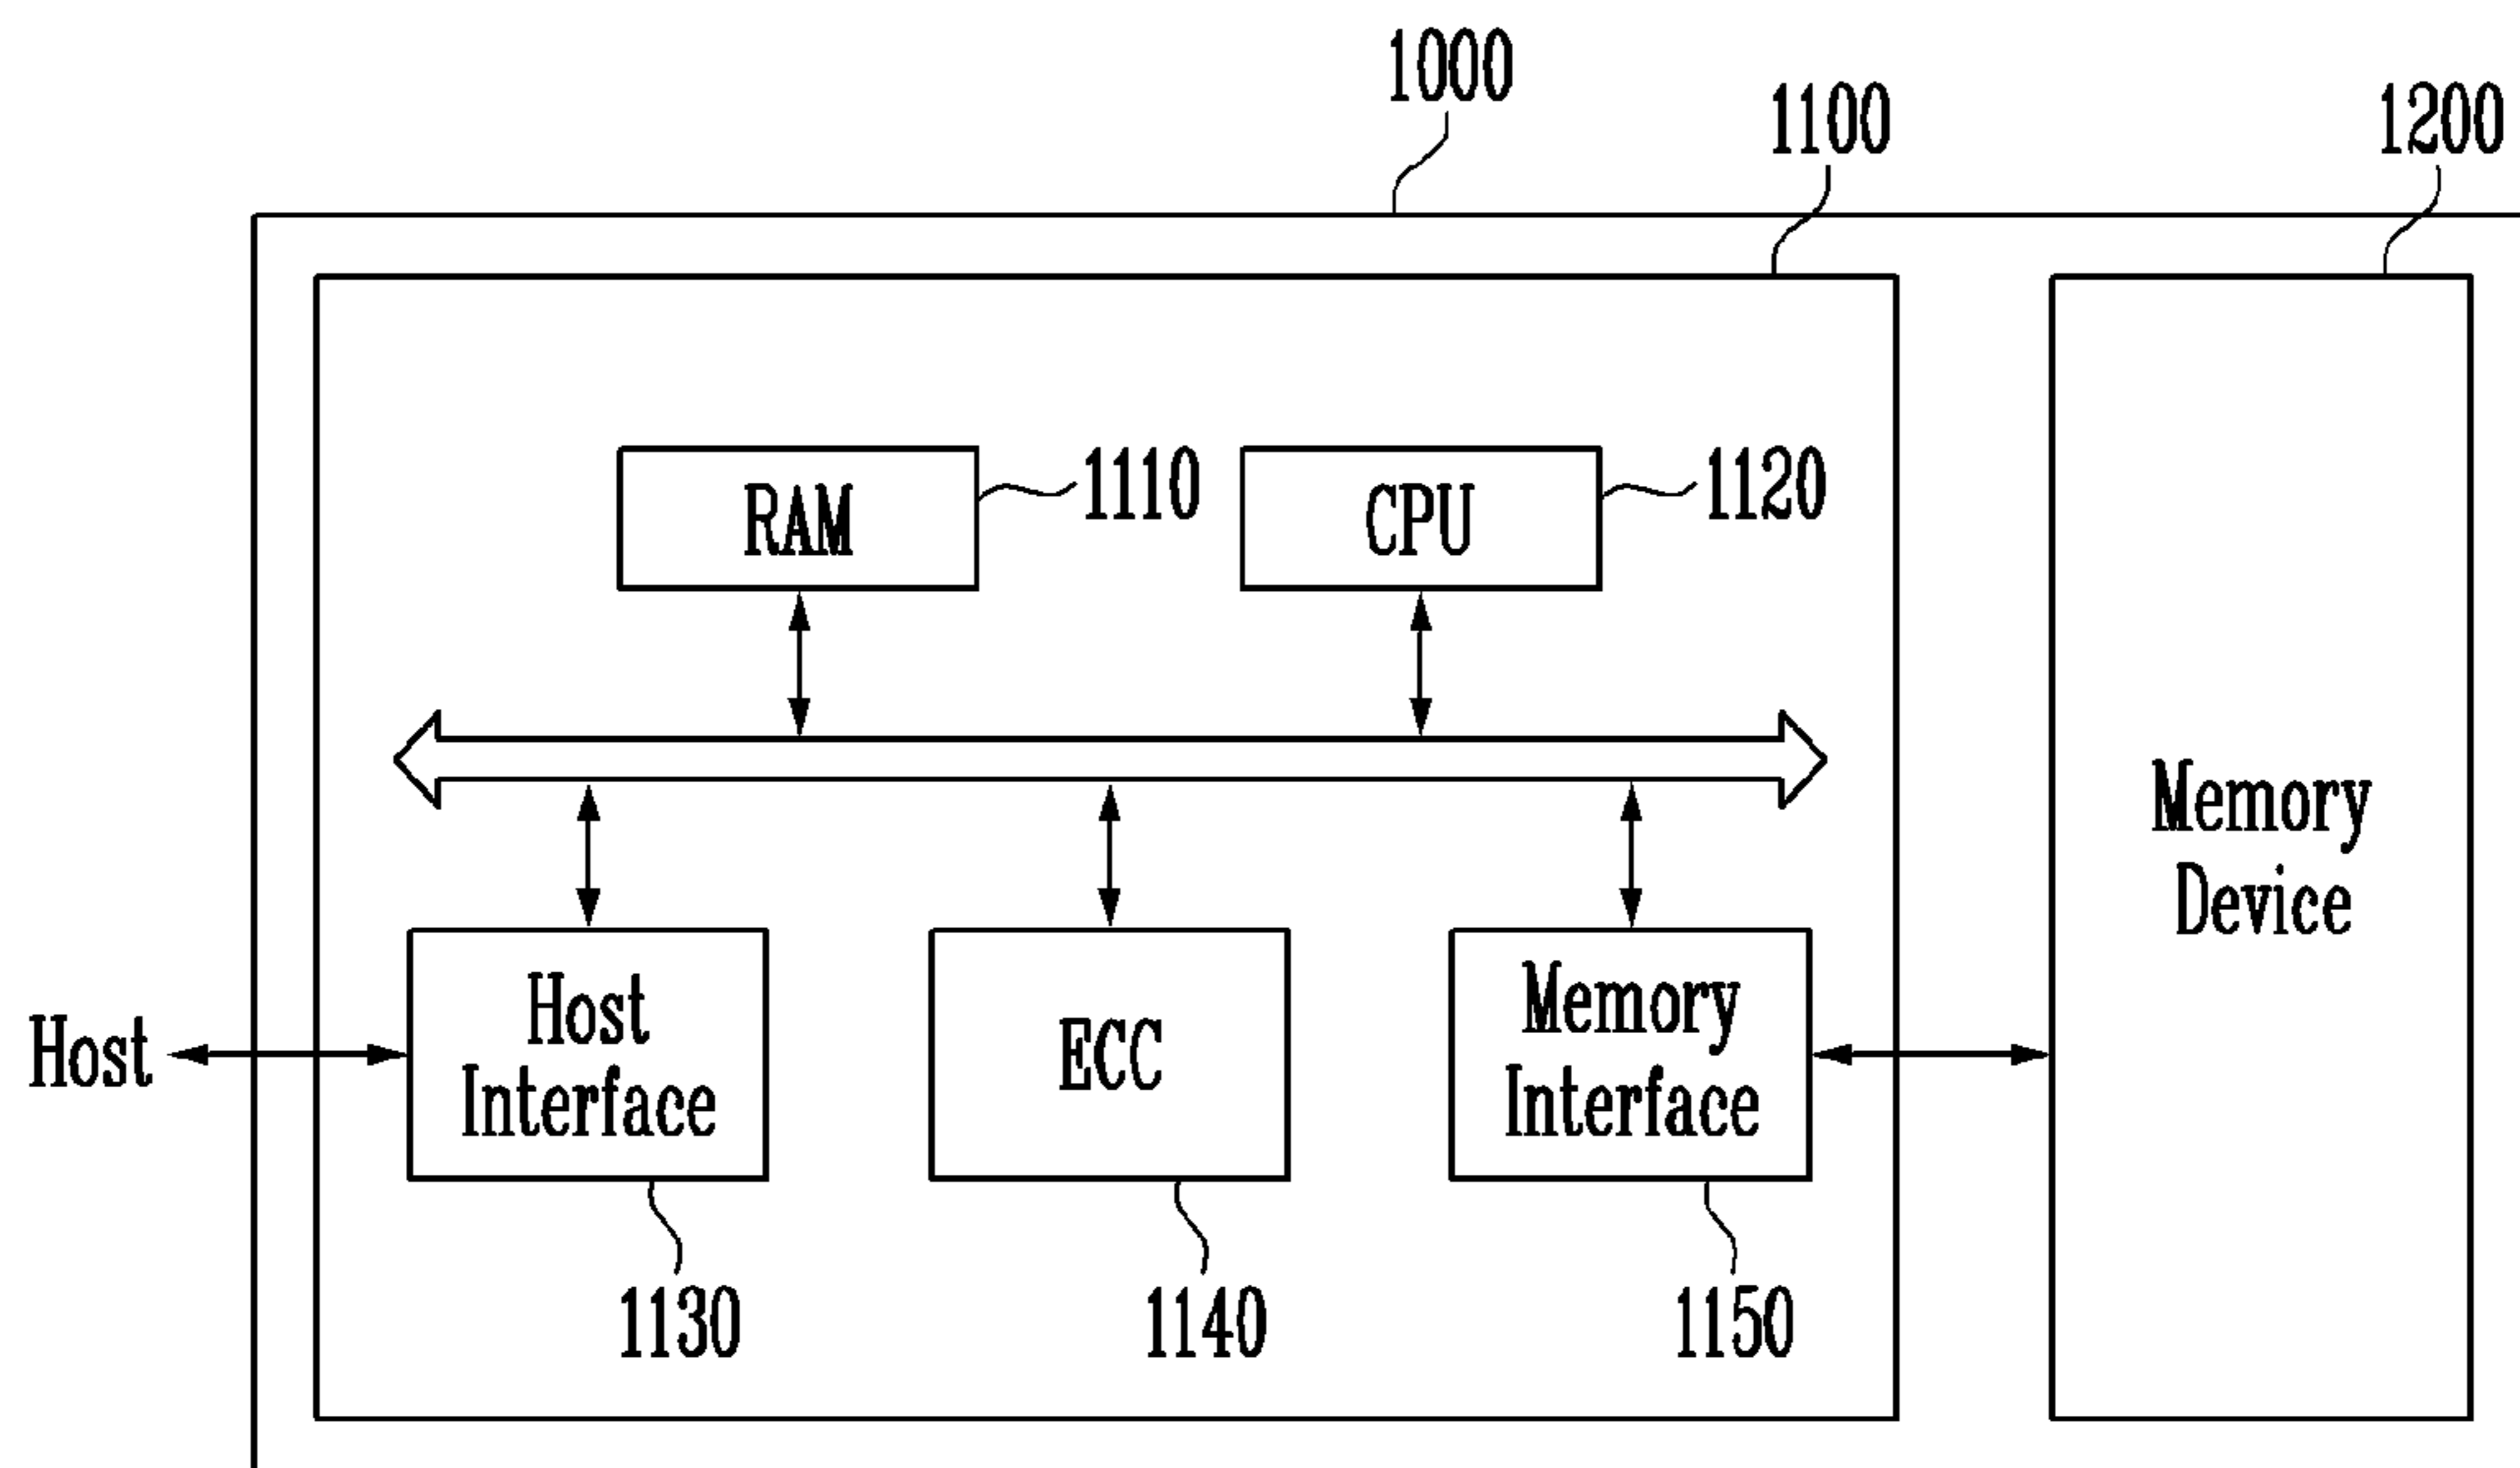 1000
1100
1200
RAM
1110
CPU
1120
Memory
Device
Host
Host
Interface
ECC
Memory
Interface
1130
1140
1150